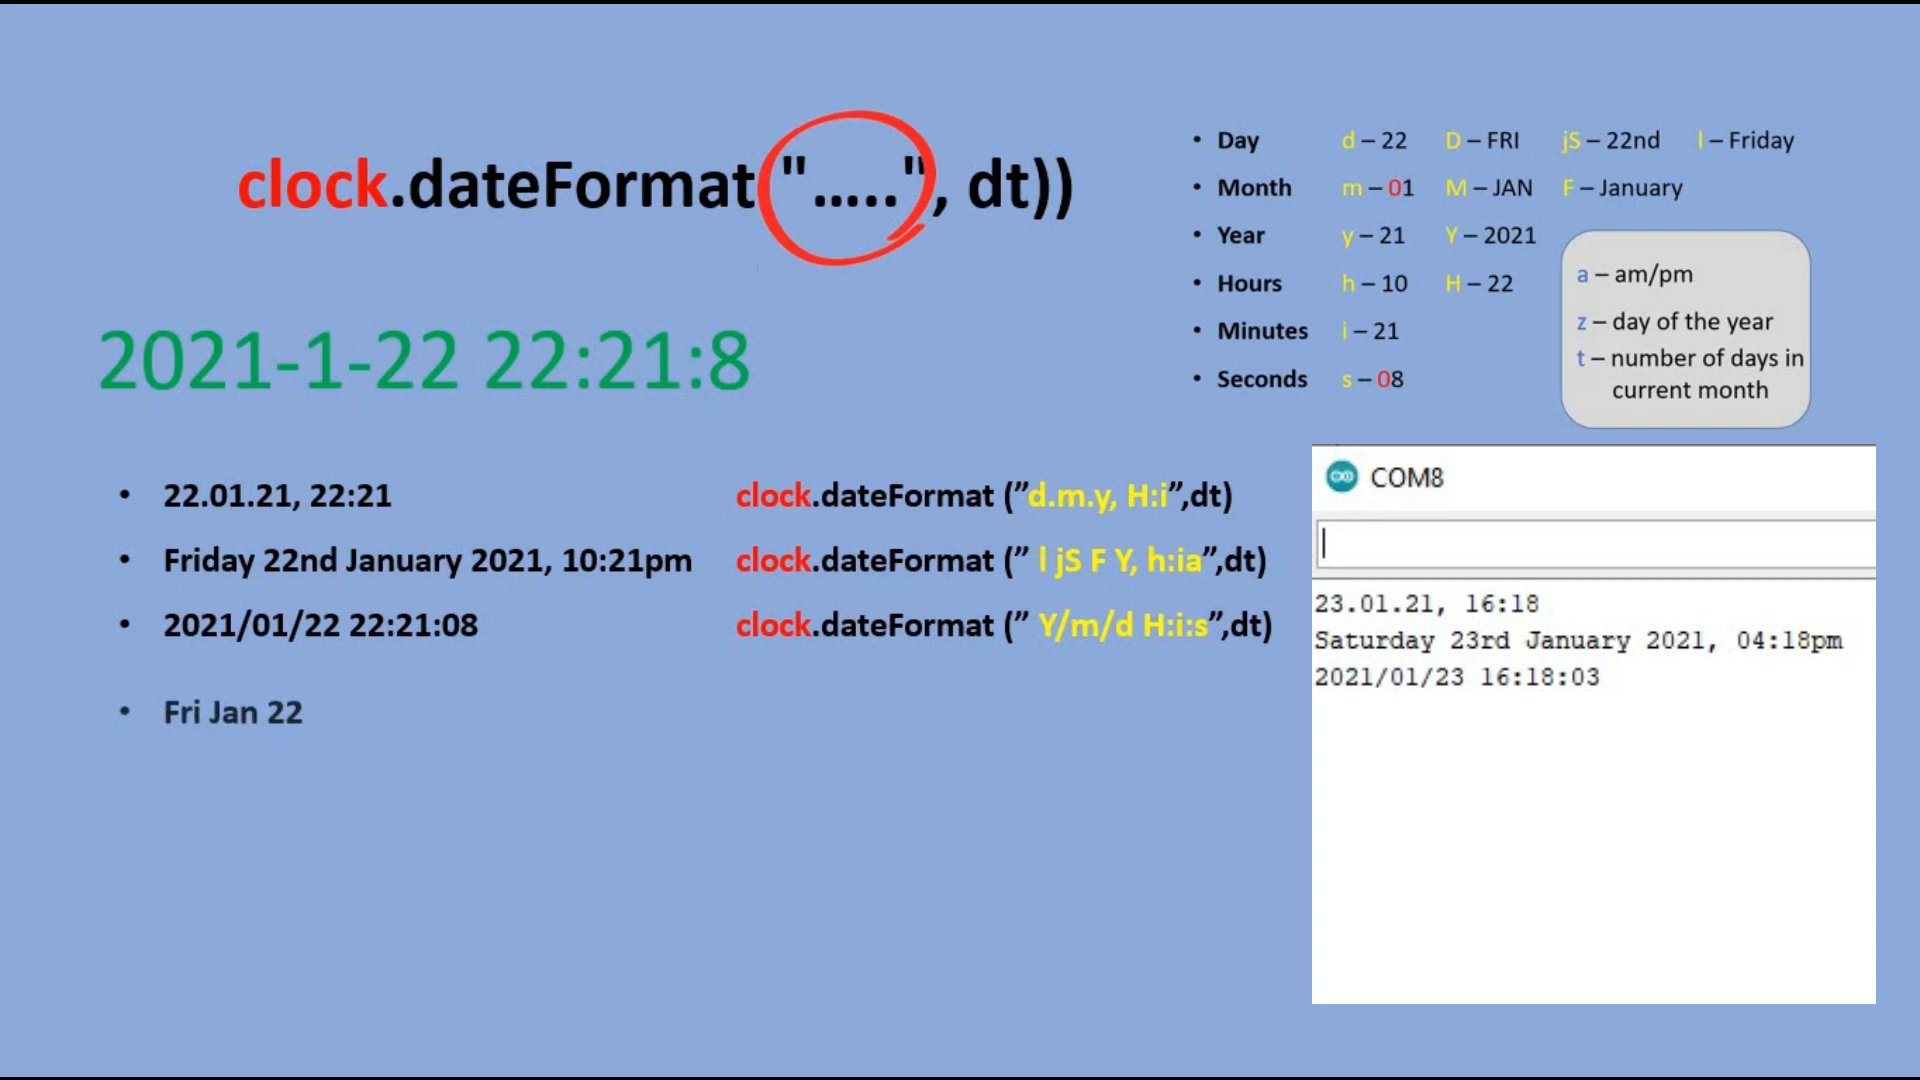 clock.dateFormat ("…..", dt))
2021-1-22 22:21:8
• Day d – 22 D – FRI jS – 22nd l – Friday
• Month m – 01 M – JAN F – January
• Year y – 21 Y – 2021
• Hours h – 10 H – 22
• Minutes i – 21
• Seconds s – 08
a – am/pm
z – day of the year
t – number of days in
current month
• 22.01.21, 22:21 clock.dateFormat (”d.m.y, H:i”,dt)
• Friday 22nd January 2021, 10:21pm clock.dateFormat (” l jS F Y, h:ia”,dt)
• 2021/01/22 22:21:08 clock.dateFormat (” Y/m/d H:i:s”,dt)
• Fri Jan 22
COM8
23.01.21, 16:18
Saturday 23rd January 2021, 04:18pm
2021/01/23 16:18:03